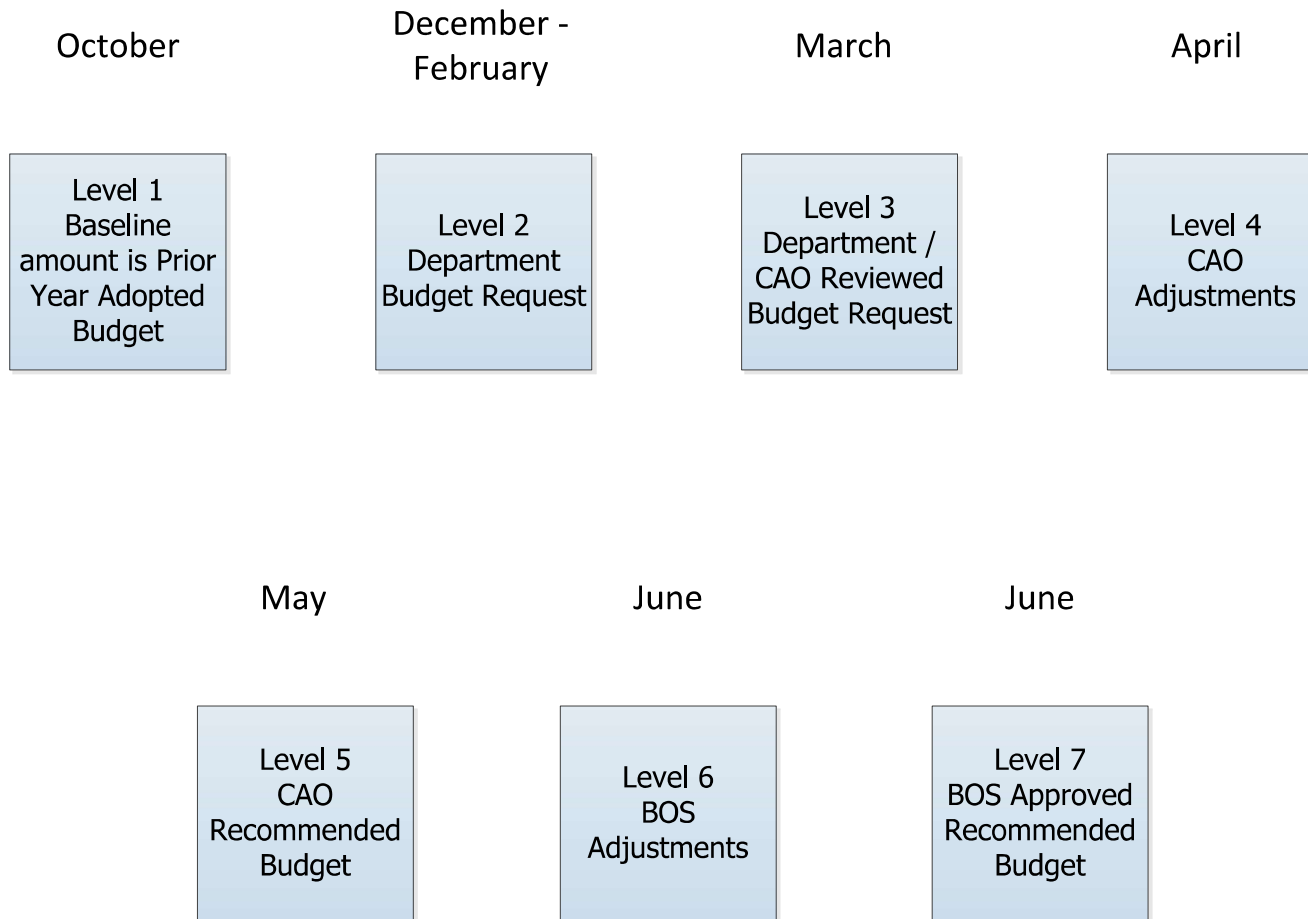 October
December -
February
March
April
Level 1
Baseline
amount is Prior
Year Adopted
Budget
Level 2
Department
Budget Request
Level 3
Department /
CAO Reviewed
Budget Request
Level 4
CAO
Adjustments
May
June
June
Level 5
CAO
Recommended
Budget
Level 6
BOS
Adjustments
Level 7
BOS Approved
Recommended
Budget